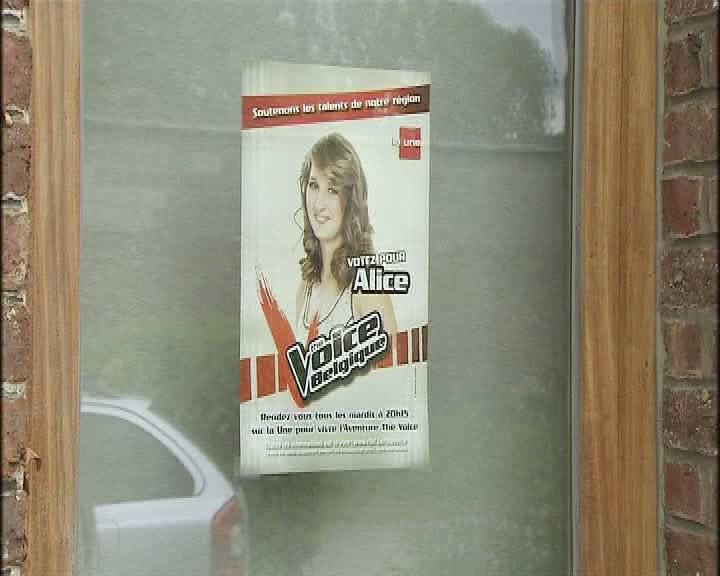 Soutenons les talents de notre région
la une
VOTEZ POUR
Alice
The
Voice
Belgique
Rendez-vous tous les mardis à 20h15
sur la Une pour vivre l'Aventure The Voice